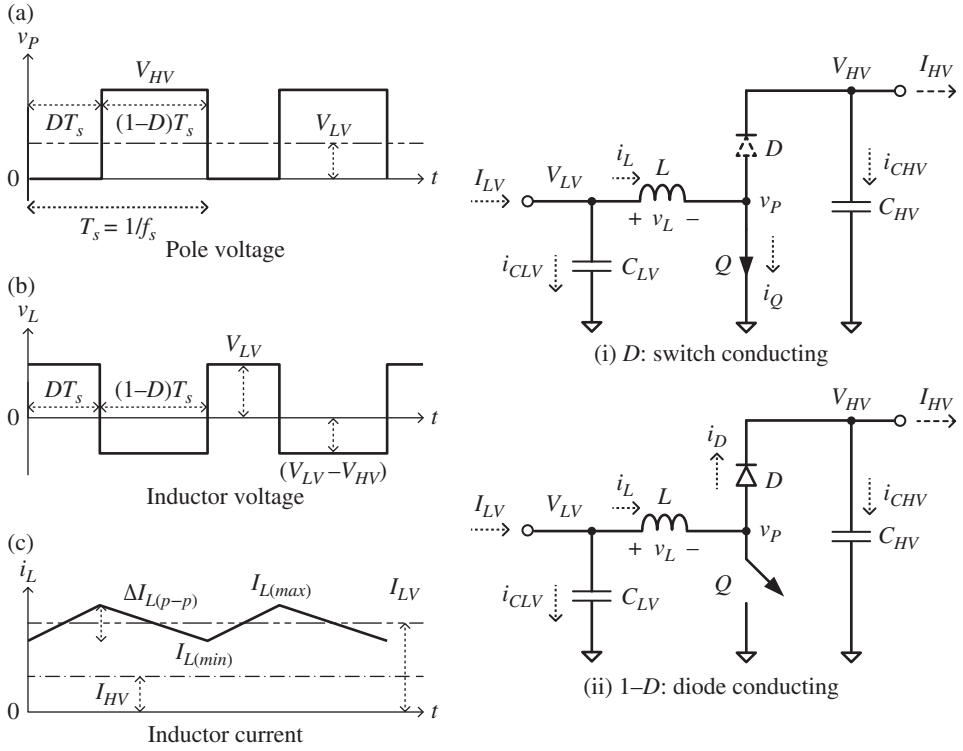 (a)
v_P
V_HV
DT_s
(1–D)T_s
V_LV
0
t
T_s = 1/f_s
Pole voltage
(b)
v_L
V_LV
DT_s
(1–D)T_s
0
t
(V_LV –V_HV)
Inductor voltage
(c)
i_L
ΔI_L(p–p)
I_L(max)
I_LV
I_L(min)
I_HV
0
t
Inductor current
V_HV
I_HV
D
i_L
L
i_CHV
I_LV
V_LV
v_P
C_HV
+ v_L –
i_CLV
C_LV
Q
i_Q
(i) D: switch conducting
V_HV
I_HV
i_D
D
i_L
L
i_CHV
I_LV
V_LV
v_P
C_HV
+ v_L –
Q
i_CLV
C_LV
(ii) 1–D: diode conducting